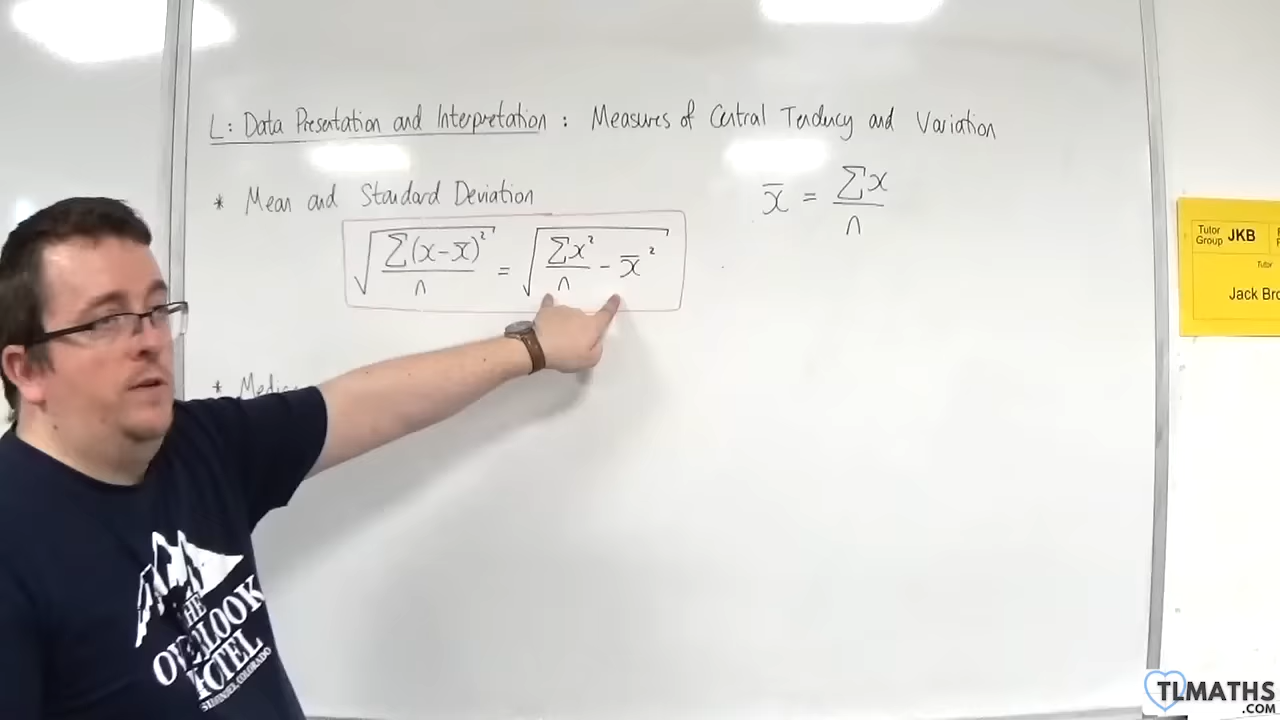 L: Data Presentation and Interpretation : Measures of Central Tendency and Variation
* Mean and Standard Deviation
x̄ = Σx / n
√(Σ(x-x̄)² / n) = √(Σx² / n - x̄²)
Tutor Group JKB
Tutor
Jack Bro
*
THE
OVERLOOK
HOTEL
COLORADO
TLMATHS
.COM